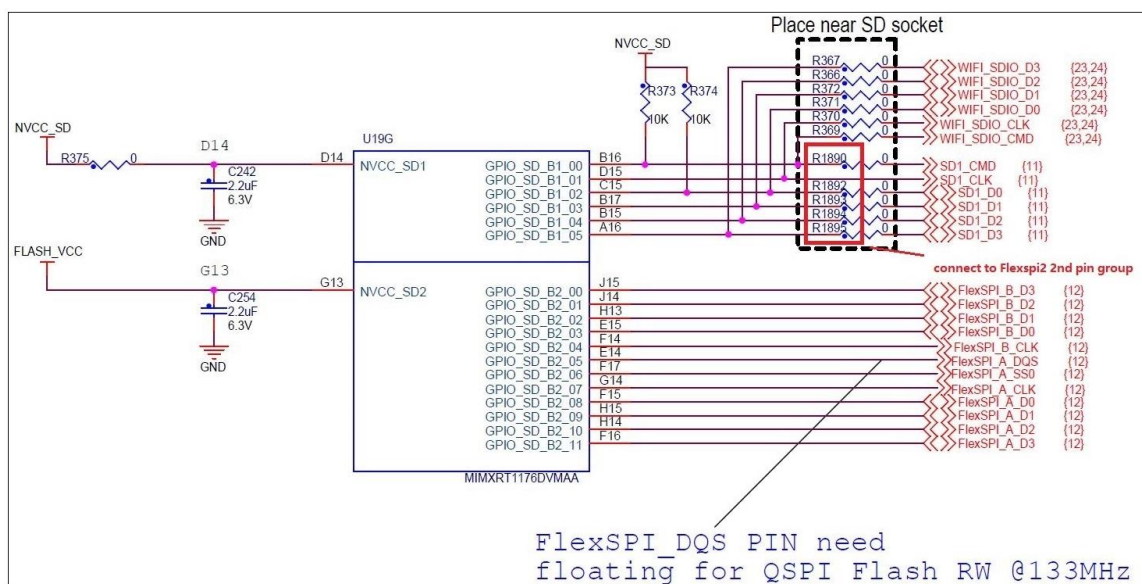 Place near SD socket
NVCC_SD
R367 0 WIFI_SDIO_D3 {23,24}
R366 0 WIFI_SDIO_D2 {23,24}
R372 0 WIFI_SDIO_D1 {23,24}
R373 R374 R371 0 WIFI_SDIO_D0 {23,24}
R370 0 WIFI_SDIO_CLK {23,24}
10K 10K R369 0 WIFI_SDIO_CMD {23,24}
NVCC_SD
U19G
R375 0 D14 D14 NVCC_SD1
GPIO_SD_B1_00 B16 R1890 0 SD1_CMD {11}
GPIO_SD_B1_01 D15 SD1_CLK {11}
GPIO_SD_B1_02 C15 R1892 0 SD1_D0 {11}
GPIO_SD_B1_03 B17 R1893 0 SD1_D1 {11}
GPIO_SD_B1_04 B15 R1894 0 SD1_D2 {11}
GPIO_SD_B1_05 A16 R1895 0 SD1_D3 {11}
C242
2.2uF
6.3V
GND
connect to Flexspi2 2nd pin group
FLASH_VCC
G13 G13 NVCC_SD2
C254
2.2uF
6.3V
GND
GPIO_SD_B2_00 J15 FlexSPI_B_D3 {12}
GPIO_SD_B2_01 J14 FlexSPI_B_D2 {12}
GPIO_SD_B2_02 H13 FlexSPI_B_D1 {12}
GPIO_SD_B2_03 E15 FlexSPI_B_D0 {12}
GPIO_SD_B2_04 F14 FlexSPI_B_CLK {12}
GPIO_SD_B2_05 E14 FlexSPI_A_DQS {12}
GPIO_SD_B2_06 F17 FlexSPI_A_SS0 {12}
GPIO_SD_B2_07 G14 FlexSPI_A_CLK {12}
GPIO_SD_B2_08 F15 FlexSPI_A_D0 {12}
GPIO_SD_B2_09 H15 FlexSPI_A_D1 {12}
GPIO_SD_B2_10 H14 FlexSPI_A_D2 {12}
GPIO_SD_B2_11 F16 FlexSPI_A_D3 {12}
MIMXRT1176DVMAA
FlexSPI_DQS PIN need
floating for QSPI Flash RW @133MHz